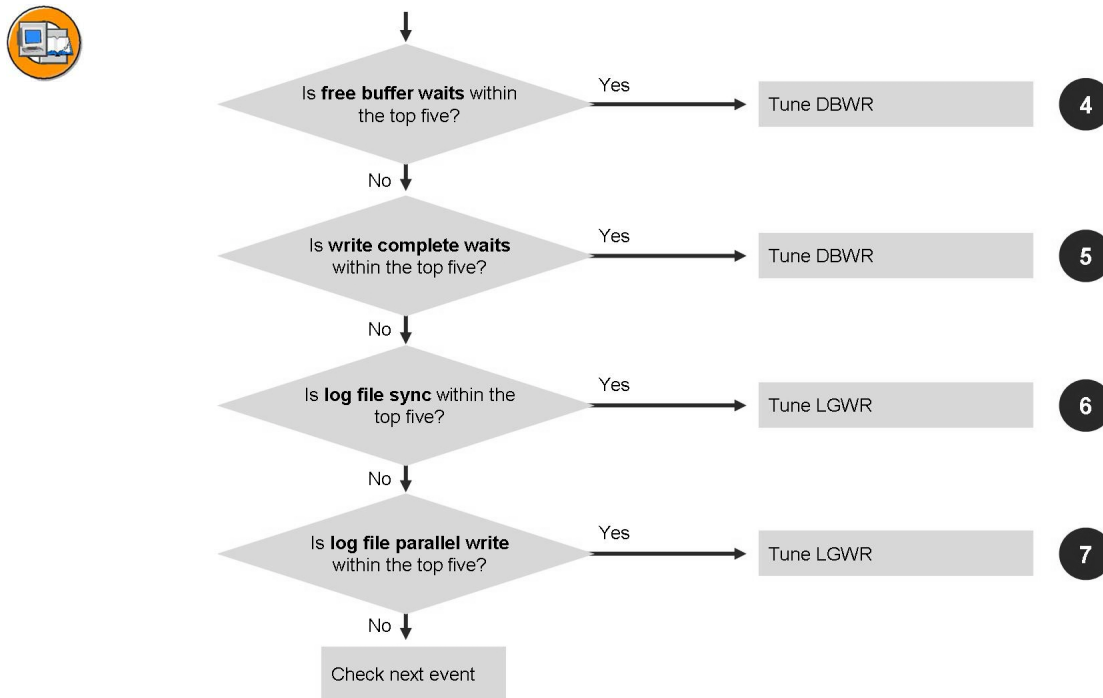 Is free buffer waits within
the top five?
Yes
Tune DBWR
4
No
Is write complete waits
within the top five?
Yes
Tune DBWR
5
No
Is log file sync within the
top five?
Yes
Tune LGWR
6
No
Is log file parallel write
within the top five?
Yes
Tune LGWR
7
No
Check next event